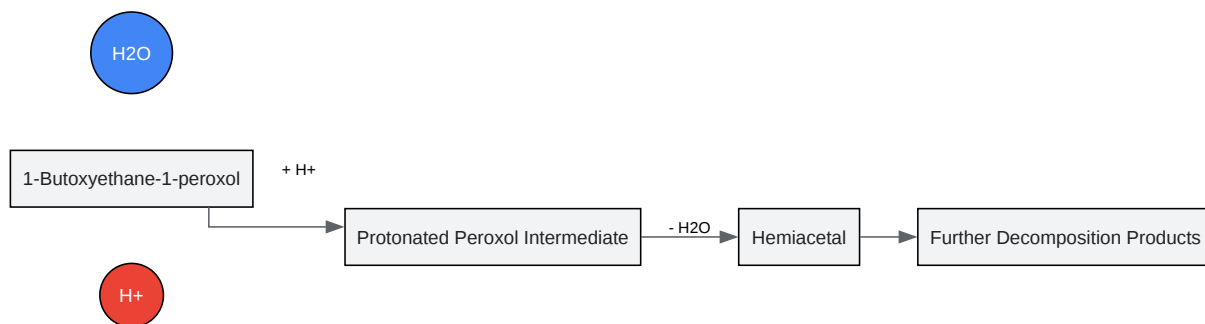 H2O
1-Butoxyethane-1-peroxol
+ H+
Protonated Peroxol Intermediate
- H2O
Hemiacetal
Further Decomposition Products
H+